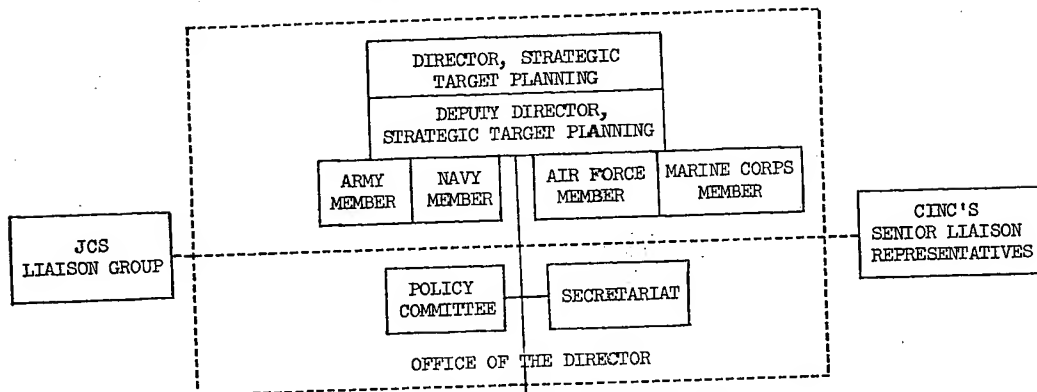 DIRECTOR, STRATEGIC
TARGET PLANNING
DEPUTY DIRECTOR,
STRATEGIC TARGET PLANNING
ARMY
MEMBER
NAVY
MEMBER
AIR FORCE
MEMBER
MARINE CORPS
MEMBER
JCS
LIAISON GROUP
CINC'S
SENIOR LIAISON
REPRESENTATIVES
POLICY
COMMITTEE
SECRETARIAT
OFFICE OF THE DIRECTOR